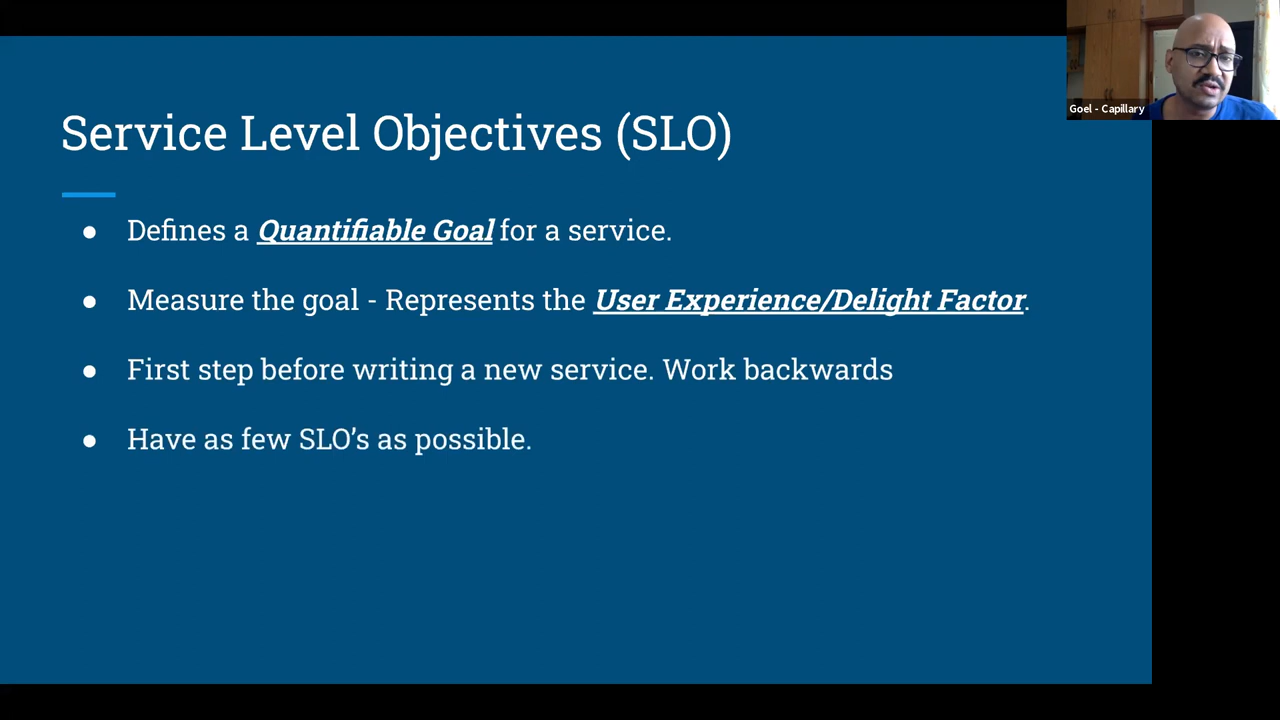 Goel - Capillary
Service Level Objectives (SLO)
● Defines a Quantifiable Goal for a service.
● Measure the goal - Represents the User Experience/Delight Factor.
● First step before writing a new service. Work backwards
● Have as few SLO’s as possible.